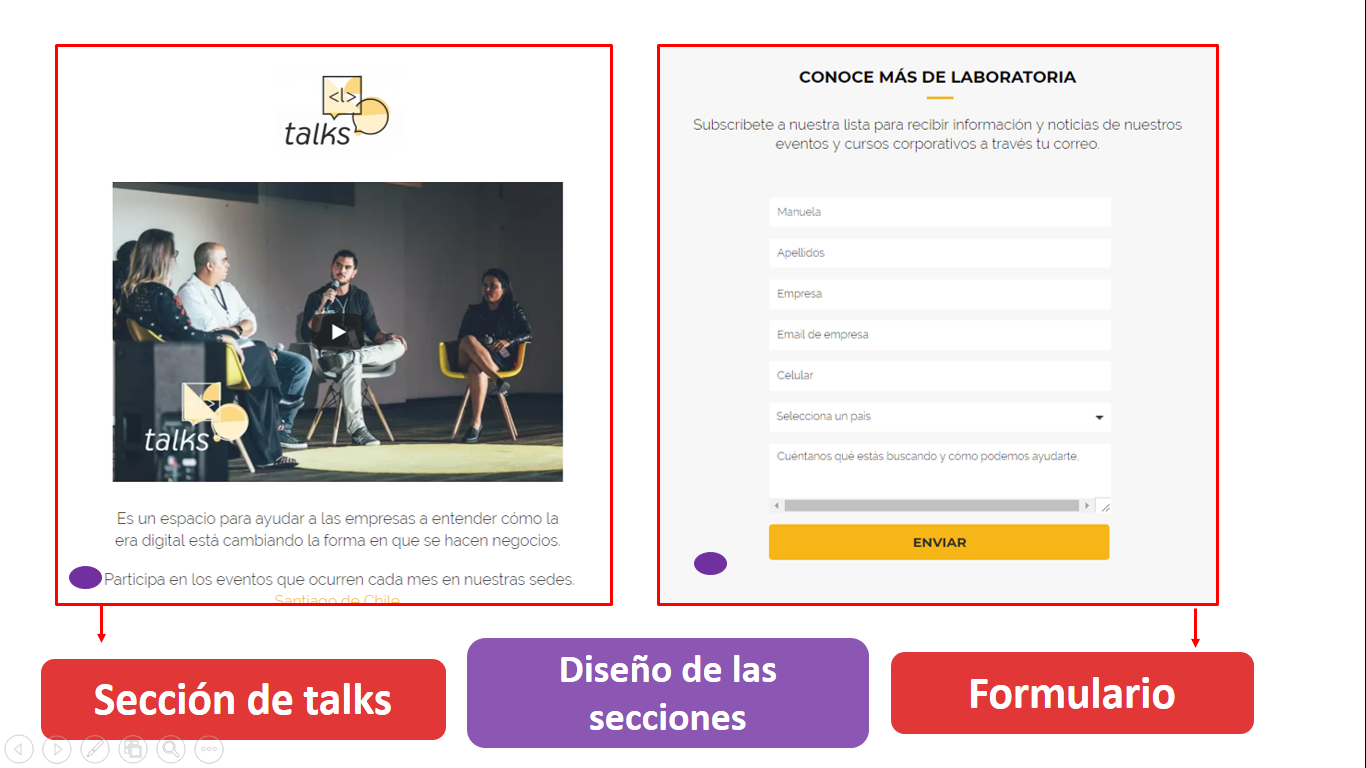 <L>
talks
talks
Es un espacio para ayudar a las empresas a entender cómo la
era digital está cambiando la forma en que se hacen negocios.
Participa en los eventos que ocurren cada mes en nuestras sedes.
Santiago de Chile
CONOCE MÁS DE LABORATORIA
Subscríbete a nuestra lista para recibir información y noticias de nuestros
eventos y cursos corporativos a través tu correo.
Manuela
Apellidos
Empresa
Email de empresa
Celular
Selecciona un país
Cuéntanos qué estás buscando y cómo podemos ayudarte.
ENVIAR
Sección de talks
Diseño de las
secciones
Formulario